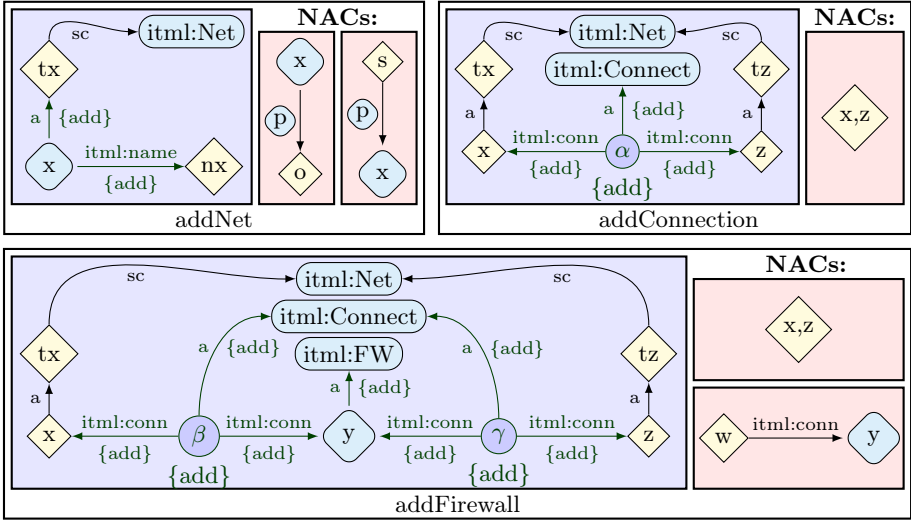 NACs:
sc
itml:Net
tx
a
{add}
x
itml:name
{add}
nx
x
p
o
s
p
x
addNet
NACs:
sc
itml:Net
sc
tx
itml:Connect
tz
a
a
{add}
a
x
itml:conn
{add}
α
itml:conn
{add}
z
{add}
x,z
addConnection
NACs:
sc
itml:Net
sc
itml:Connect
tx
a
{add}
itml:FW
a
{add}
tz
a
a
{add}
a
x
itml:conn
{add}
β
itml:conn
{add}
y
itml:conn
{add}
γ
itml:conn
{add}
z
{add}
{add}
x,z
w
itml:conn
y
addFirewall